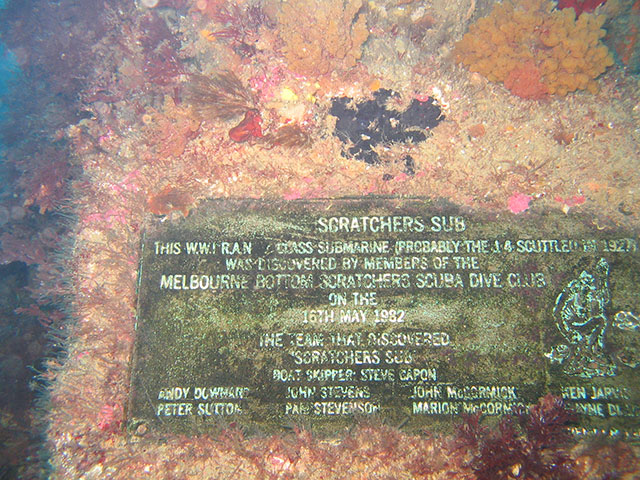 SCRATCHERS SUB
THIS W.W.I R.A.N CLASS SUBMARINE (PROBABLY THE J.4 SCUTTLED IN 1927)
WAS DISCOVERED BY MEMBERS OF THE
MELBOURNE BOTTOM SCRATCHERS SCUBA DIVE CLUB
ON THE
16TH MAY 1982
THE TEAM THAT DISCOVERED
"SCRATCHERS SUB"
BOAT SKIPPER: STEVE CAPON
ANDY DOWNARD JOHN STEVENS JOHN McCORMICK KEN JARVIS
PETER SUTTON PAM STEVENSON MARION McCORMICK